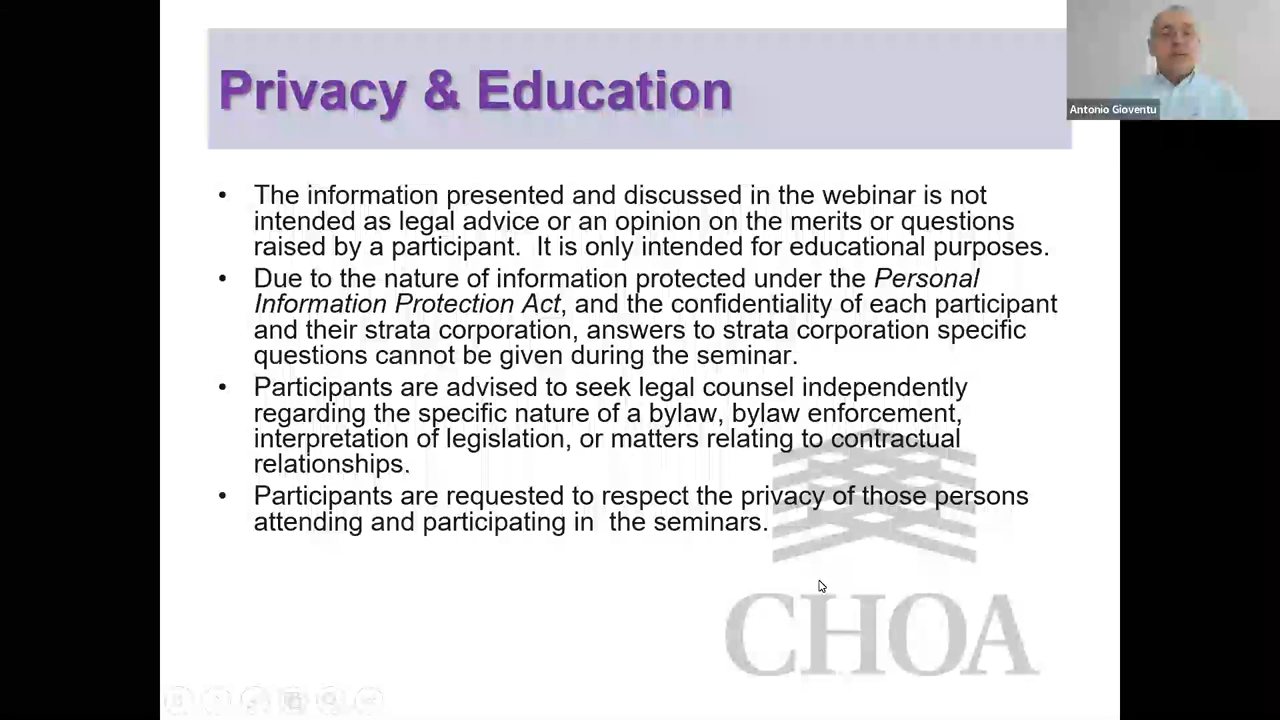 Privacy & Education
Antonio Gioventu
• The information presented and discussed in the webinar is not
intended as legal advice or an opinion on the merits or questions
raised by a participant.  It is only intended for educational purposes.
• Due to the nature of information protected under the Personal
Information Protection Act, and the confidentiality of each participant
and their strata corporation, answers to strata corporation specific
questions cannot be given during the seminar.
• Participants are advised to seek legal counsel independently
regarding the specific nature of a bylaw, bylaw enforcement,
interpretation of legislation, or matters relating to contractual
relationships.
• Participants are requested to respect the privacy of those persons
attending and participating in  the seminars.
CHOA